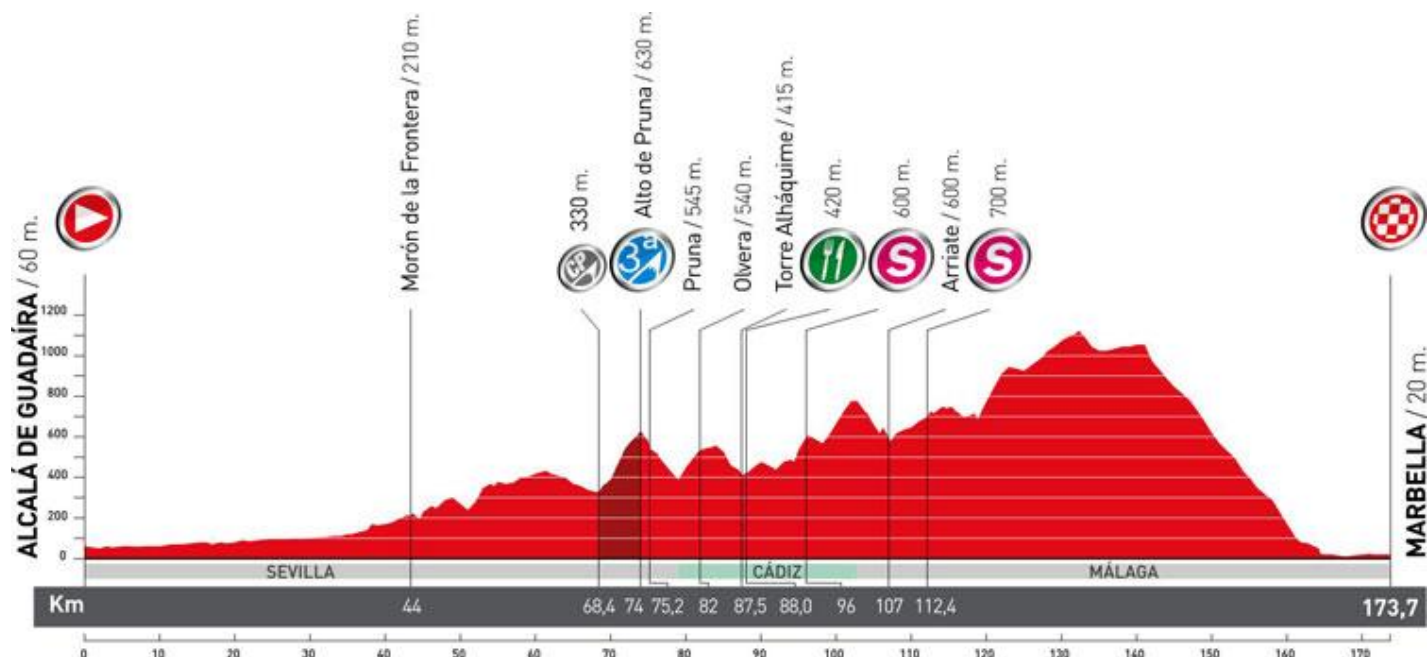 ALCALÁ DE GUADAÍRA / 60 m.
Morón de la Frontera / 210 m.
330 m.
CP
Alto de Pruna / 630 m.
3ª
Pruna / 545 m.
Olvera / 540 m.
Torre Alháquime / 415 m.
420 m.
600 m.
S
Arriate / 600 m.
700 m.
S
MARBELLA / 20 m.
1200
1000
800
600
400
200
0
SEVILLA CÁDIZ MÁLAGA
Km 44 68,4 74 75,2 82 87,5 88,0 96 107 112,4 173,7
0 10 20 30 40 50 60 70 80 90 100 110 120 130 140 150 160 170